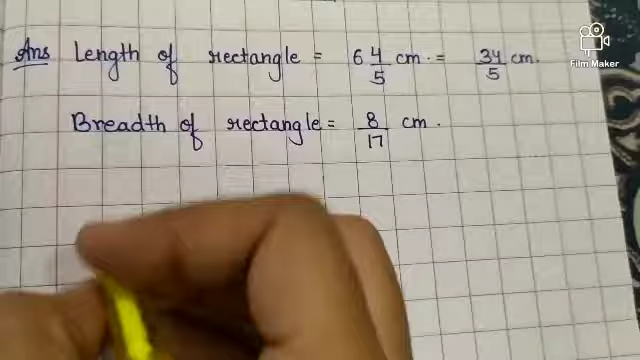 Ans Length of rectangle = 6 4/5 cm. = 34/5 cm.
Film Maker
Breadth of rectangle = 8/17 cm.